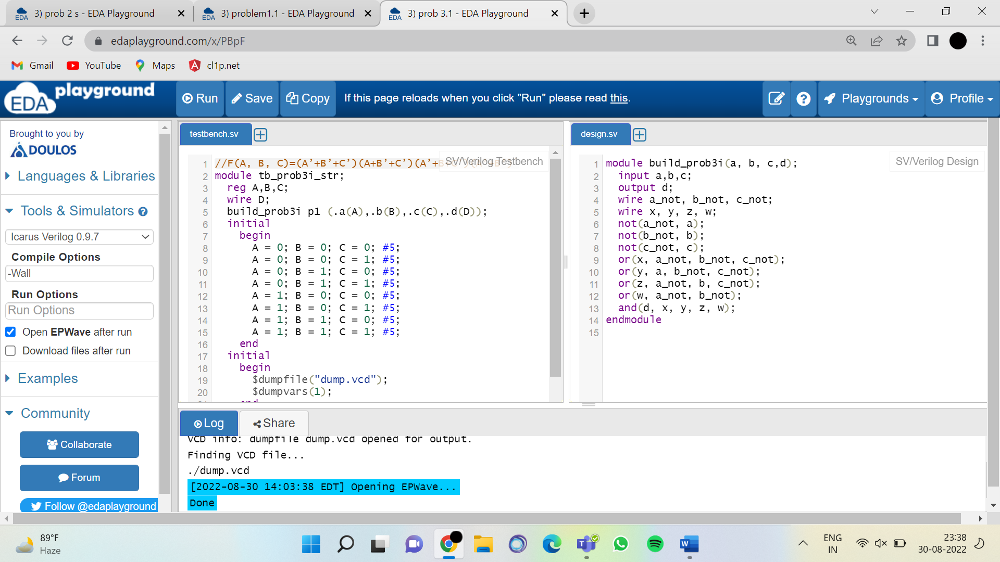 3) prob 2 s - EDA Playground
3) problem1.1 - EDA Playground
3) prob 3.1 - EDA Playground
edaplayground.com/x/PBpF
Gmail YouTube Maps cl1p.net
EDA playground
Run Save Copy If this page reloads when you click "Run" please read this. Playgrounds Profile
Brought to you by
DOULOS
Languages & Libraries
Tools & Simulators
Icarus Verilog 0.9.7
Compile Options
-Wall
Run Options
Run Options
Open EPWave after run
Download files after run
Examples
Community
Collaborate
Forum
Follow @edaplayground
testbench.sv
SV/Verilog Testbench
1 //F(A, B, C)=(A’+B’+C’)(A+B’+C’)(A’+B
2 module tb_prob3i_str;
3 reg A,B,C;
4 wire D;
5 build_prob3i p1 (.a(A),.b(B),.c(C),.d(D));
6 initial
7 begin
8 A = 0; B = 0; C = 0; #5;
9 A = 0; B = 0; C = 1; #5;
10 A = 0; B = 1; C = 0; #5;
11 A = 0; B = 1; C = 1; #5;
12 A = 1; B = 0; C = 0; #5;
13 A = 1; B = 0; C = 1; #5;
14 A = 1; B = 1; C = 0; #5;
15 A = 1; B = 1; C = 1; #5;
16 end
17 initial
18 begin
19 $dumpfile("dump.vcd");
20 $dumpvars(1);
design.sv
SV/Verilog Design
1 module build_prob3i(a, b, c,d);
2 input a,b,c;
3 output d;
4 wire a_not, b_not, c_not;
5 wire x, y, z, w;
6 not(a_not, a);
7 not(b_not, b);
8 not(c_not, c);
9 or(x, a_not, b_not, c_not);
10 or(y, a, b_not, c_not);
11 or(z, a_not, b, c_not);
12 or(w, a_not, b_not);
13 and(d, x, y, z, w);
14 endmodule
15
Log Share
VCD info: dumpfile dump.vcd opened for output.
Finding VCD file...
./dump.vcd
[2022-08-30 14:03:38 EDT] Opening EPWave...
Done
89°F
Haze
ENG
IN
23:38
30-08-2022